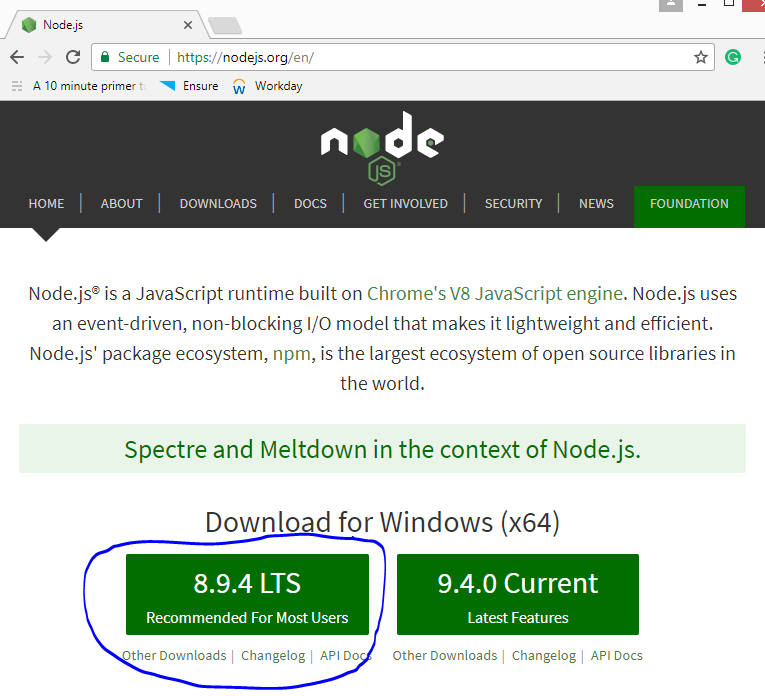 Node.js
Secure https://nodejs.org/en/
A 10 minute primer Ensure Workday
node
JS
HOME ABOUT DOWNLOADS DOCS GET INVOLVED SECURITY NEWS FOUNDATION
Node.js® is a JavaScript runtime built on Chrome's V8 JavaScript engine. Node.js uses
an event-driven, non-blocking I/O model that makes it lightweight and efficient.
Node.js' package ecosystem, npm, is the largest ecosystem of open source libraries in
the world.
Spectre and Meltdown in the context of Node.js.
Download for Windows (x64)
8.9.4 LTS
Recommended For Most Users
Other Downloads | Changelog | API Docs
9.4.0 Current
Latest Features
Other Downloads | Changelog | API Docs